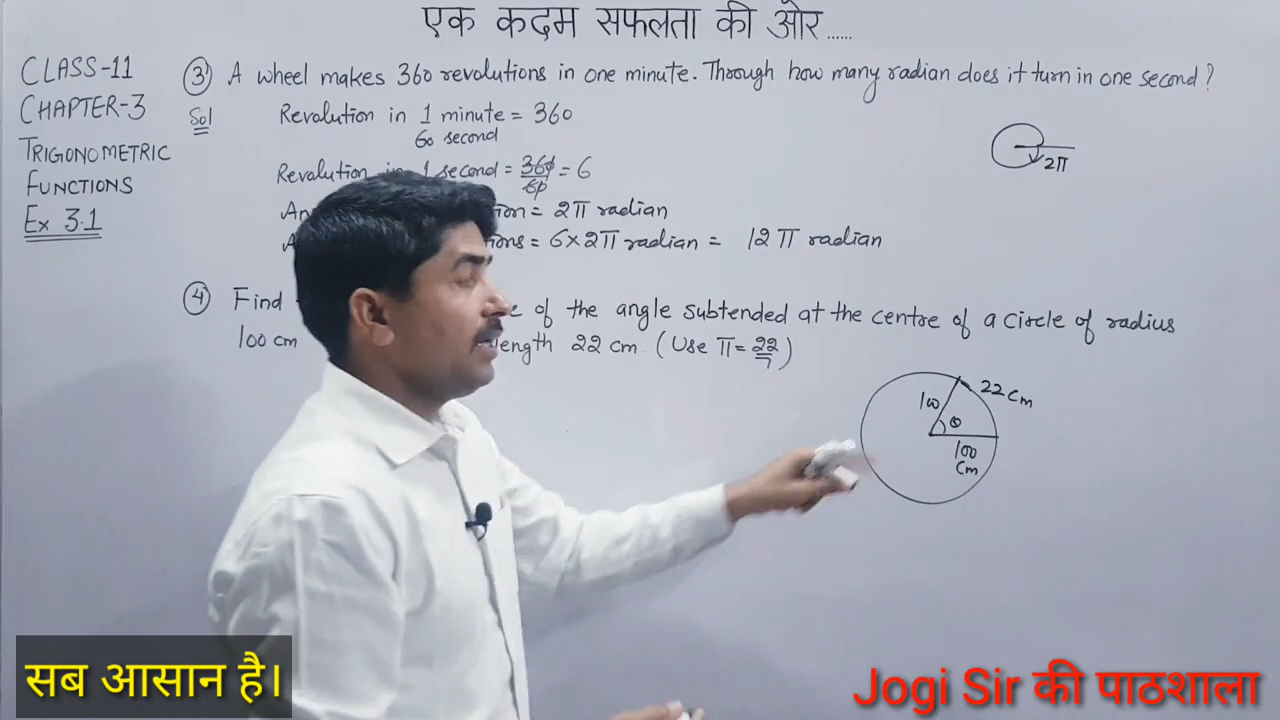 एक कदम सफलता की ओर......
CLASS-11
CHAPTER-3
TRIGONOMETRIC
FUNCTIONS
Ex 3.1
③ A wheel makes 360 revolutions in one minute. Through how many radian does it turn in one second?
Sol
Revolution in 1 minute = 360
60 second
Revolution 1 second = 360/60 = 6
= 2π radian
= 6×2π radian = 12 π radian
2π
④ Find of the angle subtended at the centre of a circle of radius
100 cm length 22 cm. (Use π = 22/7)
22 cm
100
θ
100
cm
सब आसान है।
Jogi Sir की पाठशाला